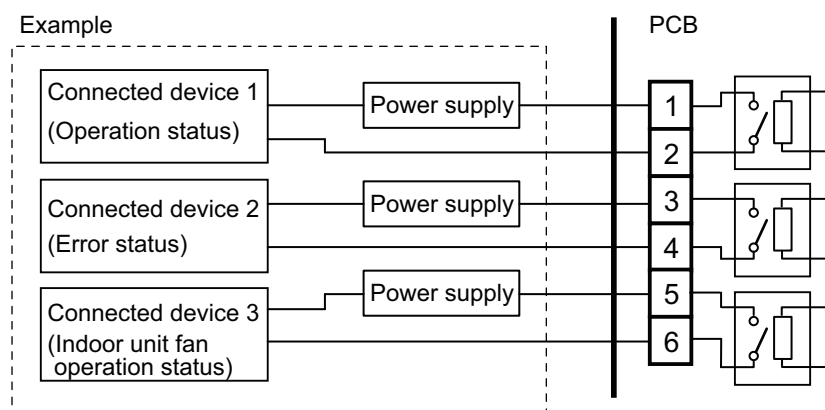 Example
PCB
Connected device 1
(Operation status)
Power supply
1
2
Connected device 2
(Error status)
Power supply
3
4
Connected device 3
(Indoor unit fan
operation status)
Power supply
5
6